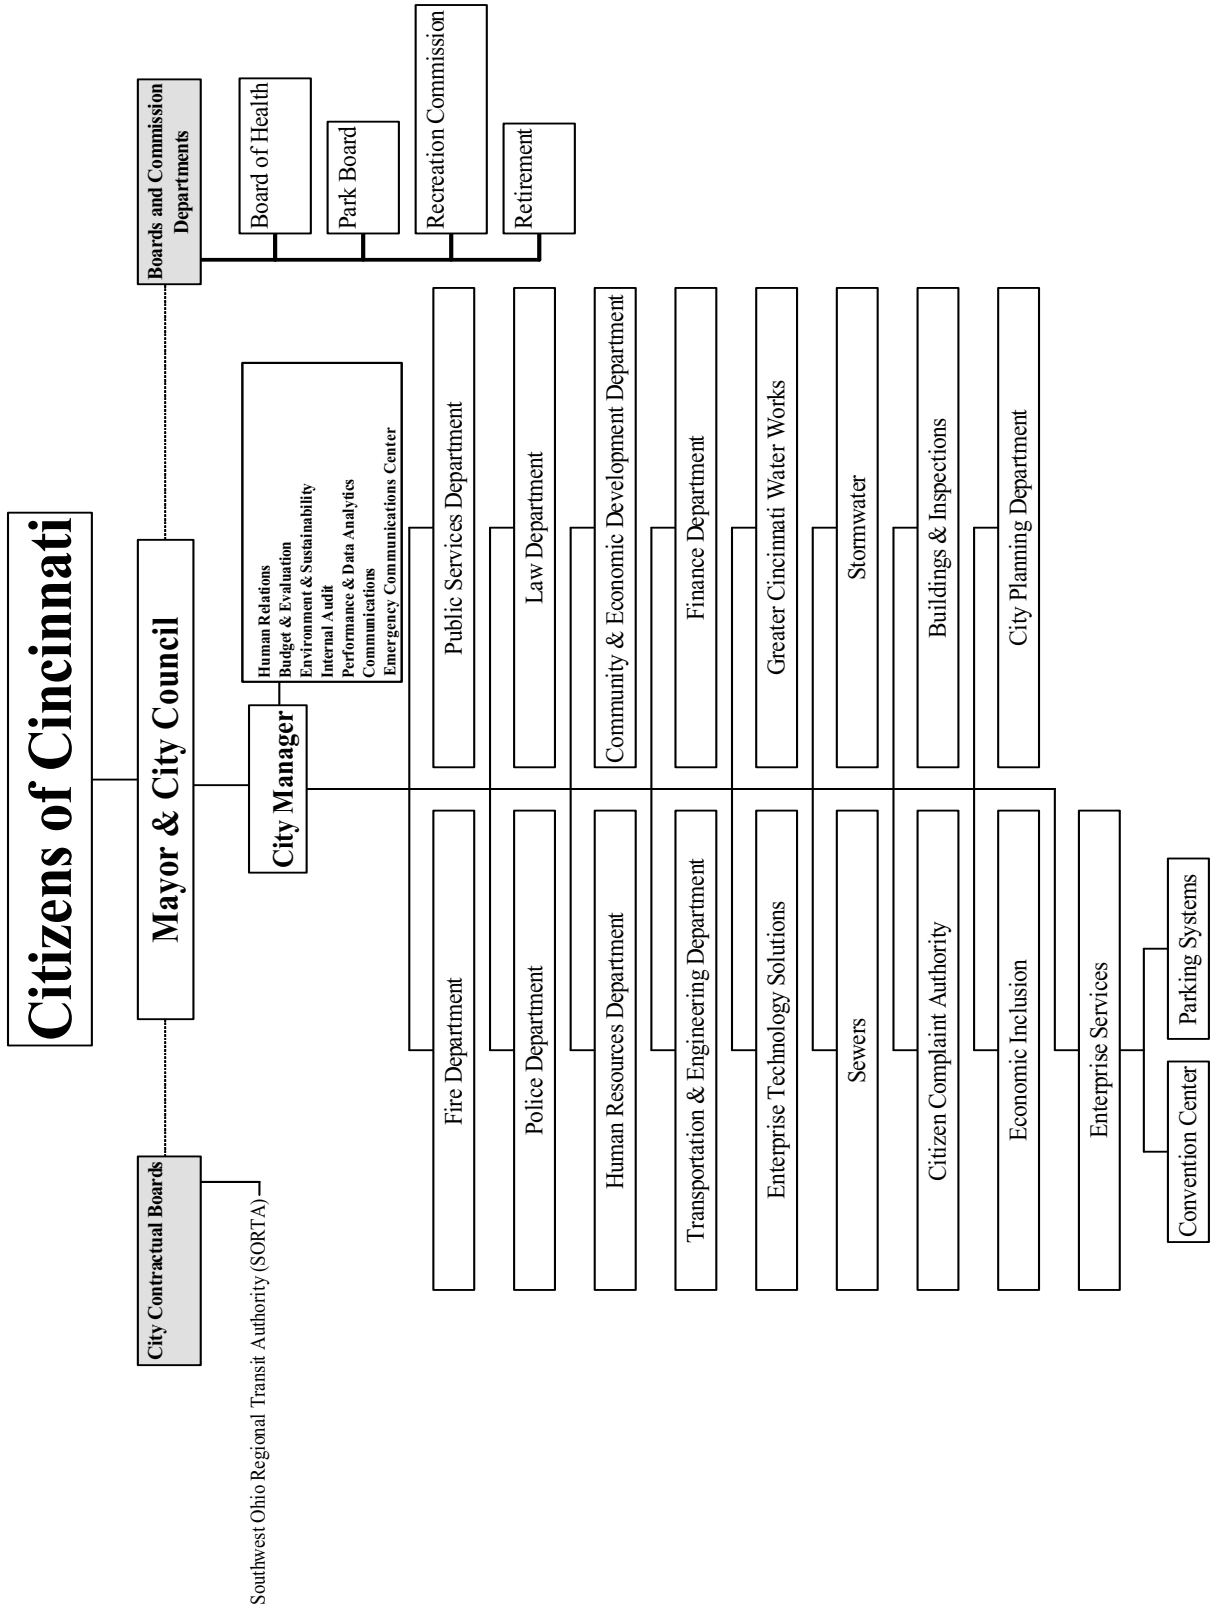 Citizens of Cincinnati
City Contractual Boards
Mayor & City Council
Boards and Commission
Departments
Southwest Ohio Regional Transit Authority (SORTA)
City Manager
Human Relations
Budget & Evaluation
Environment & Sustainability
Internal Audit
Performance & Data Analytics
Communications
Emergency Communications Center
Board of Health
Park Board
Recreation Commission
Retirement
Fire Department
Public Services Department
Police Department
Law Department
Human Resources Department
Community & Economic Development Department
Transportation & Engineering Department
Finance Department
Enterprise Technology Solutions
Greater Cincinnati Water Works
Sewers
Stormwater
Citizen Complaint Authority
Buildings & Inspections
Economic Inclusion
City Planning Department
Enterprise Services
Convention Center
Parking Systems